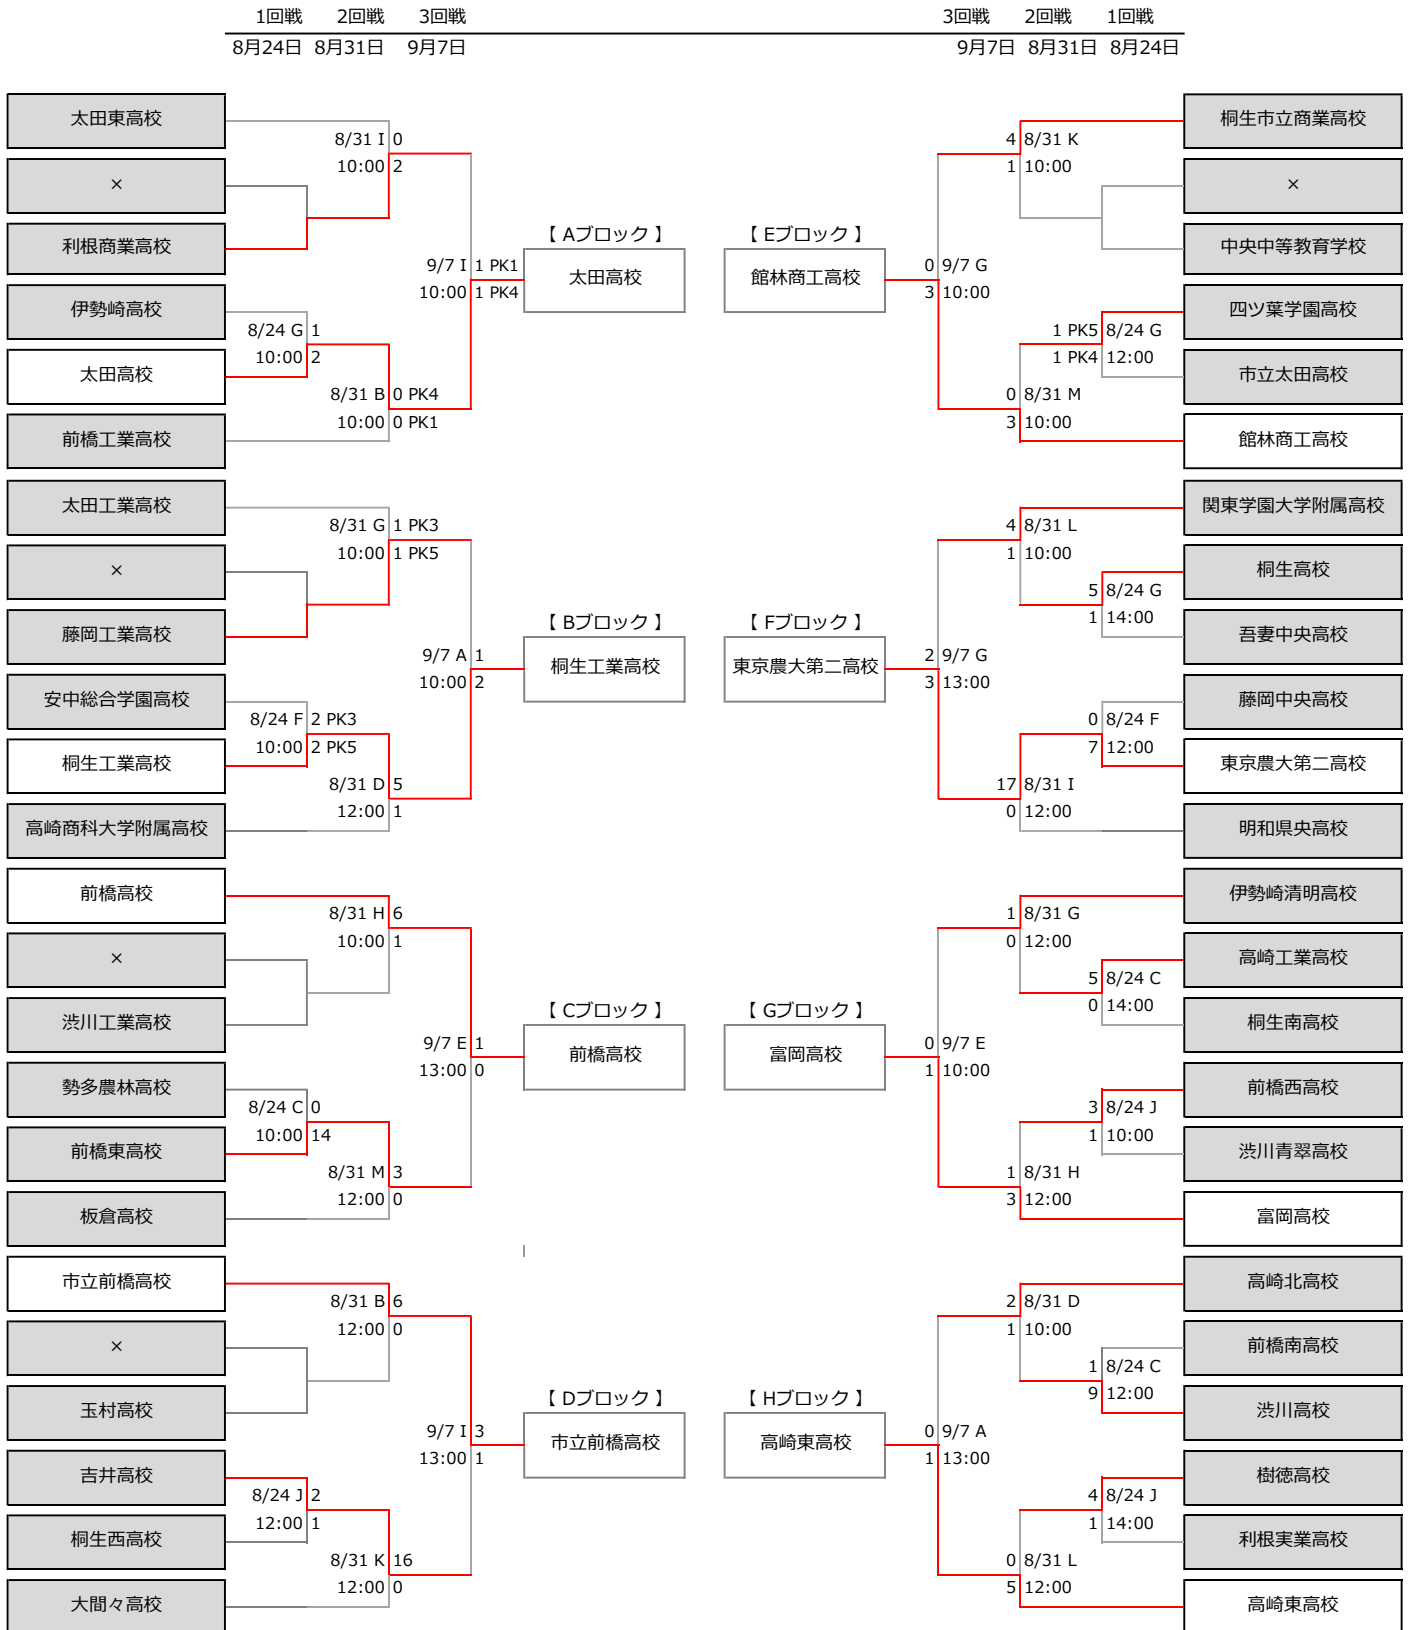 1回戦 2回戦 3回戦
8月24日 8月31日 9月7日
3回戦 2回戦 1回戦
9月7日 8月31日 8月24日
太田東高校
8/31 I 0
10:00 2
×
利根商業高校
【 Aブロック 】
9/7 I 1 PK1
太田高校
10:00 1 PK4
伊勢崎高校
8/24 G 1
10:00 2
太田高校
8/31 B 0 PK4
10:00 0 PK1
前橋工業高校
太田工業高校
8/31 G 1 PK3
10:00 1 PK5
×
藤岡工業高校
【 Bブロック 】
9/7 A 1
桐生工業高校
10:00 2
安中総合学園高校
8/24 F 2 PK3
10:00 2 PK5
桐生工業高校
8/31 D 5
12:00 1
高崎商科大学附属高校
前橋高校
8/31 H 6
10:00 1
×
渋川工業高校
【 Cブロック 】
9/7 E 1
前橋高校
13:00 0
勢多農林高校
8/24 C 0
10:00 14
前橋東高校
8/31 M 3
12:00 0
板倉高校
市立前橋高校
8/31 B 6
12:00 0
×
玉村高校
【 Dブロック 】
9/7 I 3
市立前橋高校
13:00 1
吉井高校
8/24 J 2
12:00 1
桐生西高校
8/31 K 16
12:00 0
大間々高校
桐生市立商業高校
4 8/31 K
1 10:00
×
中央中等教育学校
【 Eブロック 】
0 9/7 G
館林商工高校
3 10:00
四ツ葉学園高校
1 PK5 8/24 G
1 PK4 12:00
市立太田高校
0 8/31 M
3 10:00
館林商工高校
関東学園大学附属高校
4 8/31 L
1 10:00
桐生高校
5 8/24 G
1 14:00
吾妻中央高校
【 Fブロック 】
2 9/7 G
東京農大第二高校
3 13:00
藤岡中央高校
0 8/24 F
7 12:00
東京農大第二高校
17 8/31 I
0 12:00
明和県央高校
伊勢崎清明高校
1 8/31 G
0 12:00
高崎工業高校
5 8/24 C
0 14:00
桐生南高校
【 Gブロック 】
0 9/7 E
富岡高校
1 10:00
前橋西高校
3 8/24 J
1 10:00
渋川青翠高校
1 8/31 H
3 12:00
富岡高校
高崎北高校
2 8/31 D
1 10:00
前橋南高校
1 8/24 C
9 12:00
渋川高校
【 Hブロック 】
0 9/7 A
高崎東高校
1 13:00
樹徳高校
4 8/24 J
1 14:00
利根実業高校
0 8/31 L
5 12:00
高崎東高校